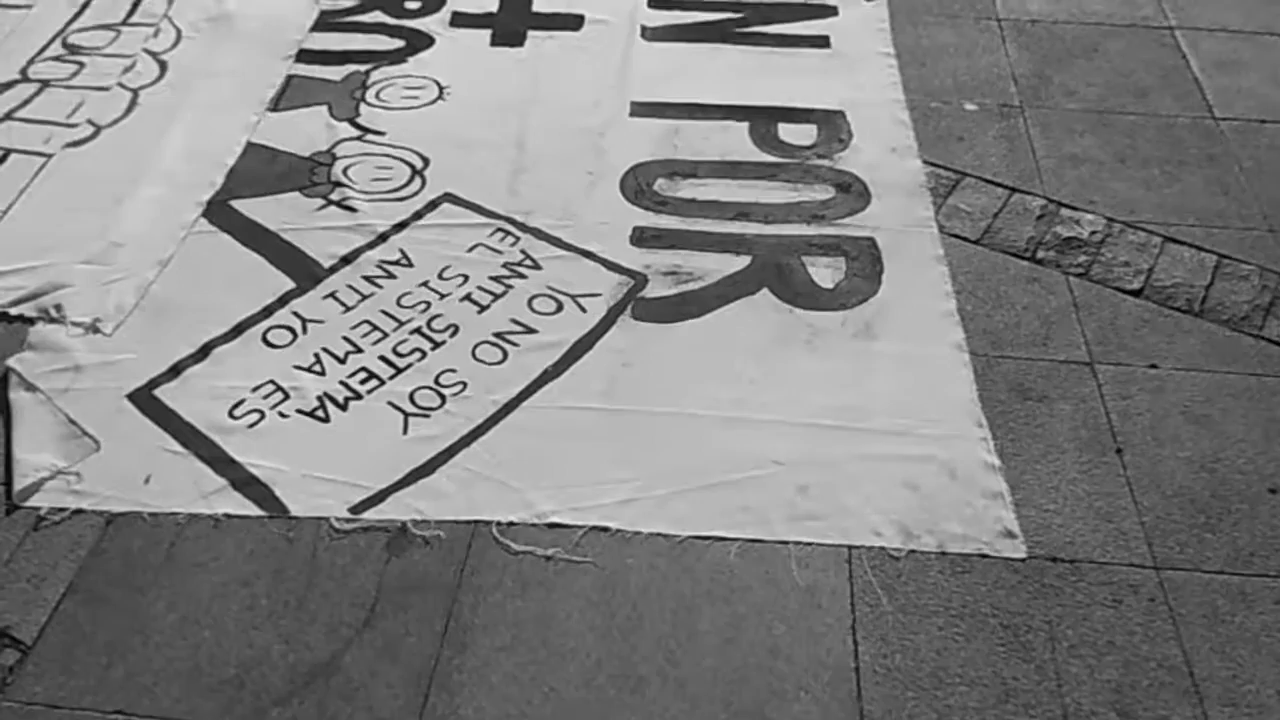 N POR
YO NO SOY
ANTI SISTEMA,
EL SISTEMA ES
ANTI YO